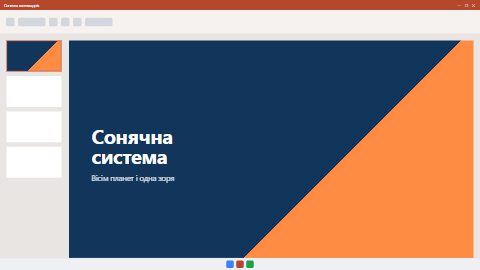 Сонячна
система
Вісім планет і одна зоря